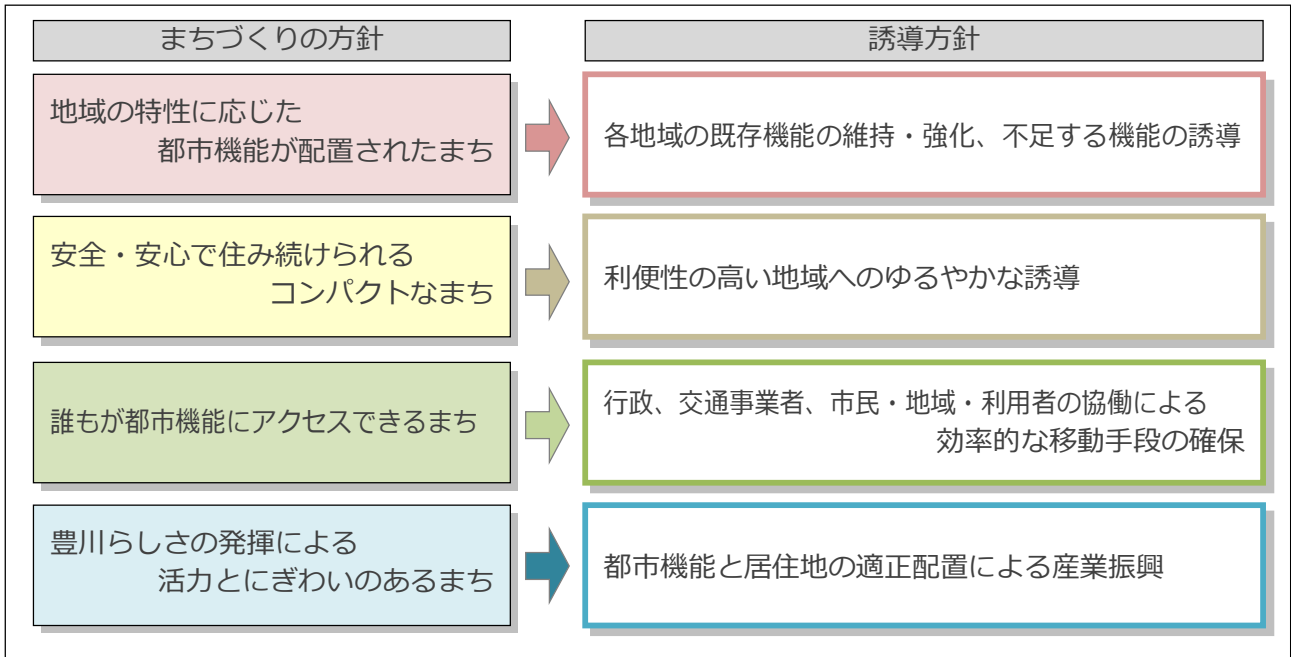 まちづくりの方針
誘導方針
地域の特性に応じた
都市機能が配置されたまち
各地域の既存機能の維持・強化、不足する機能の誘導
安全・安心で住み続けられる
コンパクトなまち
利便性の高い地域へのゆるやかな誘導
誰もが都市機能にアクセスできるまち
行政、交通事業者、市民・地域・利用者の協働による
効率的な移動手段の確保
豊川らしさの発揮による
活力とにぎわいのあるまち
都市機能と居住地の適正配置による産業振興